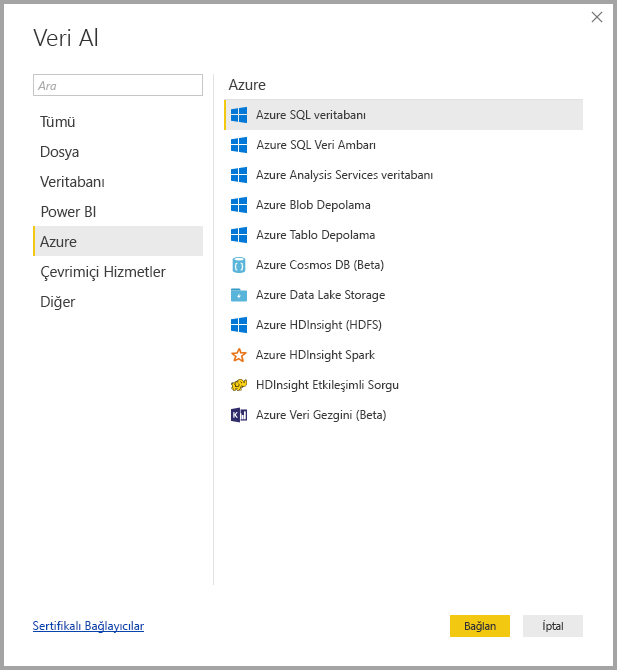 Veri Al
Ara
Tümü
Dosya
Veritabanı
Power BI
Azure
Çevrimiçi Hizmetler
Diğer
Azure
Azure SQL veritabanı
Azure SQL Veri Ambarı
Azure Analysis Services veritabanı
Azure Blob Depolama
Azure Tablo Depolama
Azure Cosmos DB (Beta)
Azure Data Lake Storage
Azure HDInsight (HDFS)
Azure HDInsight Spark
HDInsight Etkileşimli Sorgu
Azure Veri Gezgini (Beta)
Sertifikalı Bağlayıcılar
Bağlan
İptal